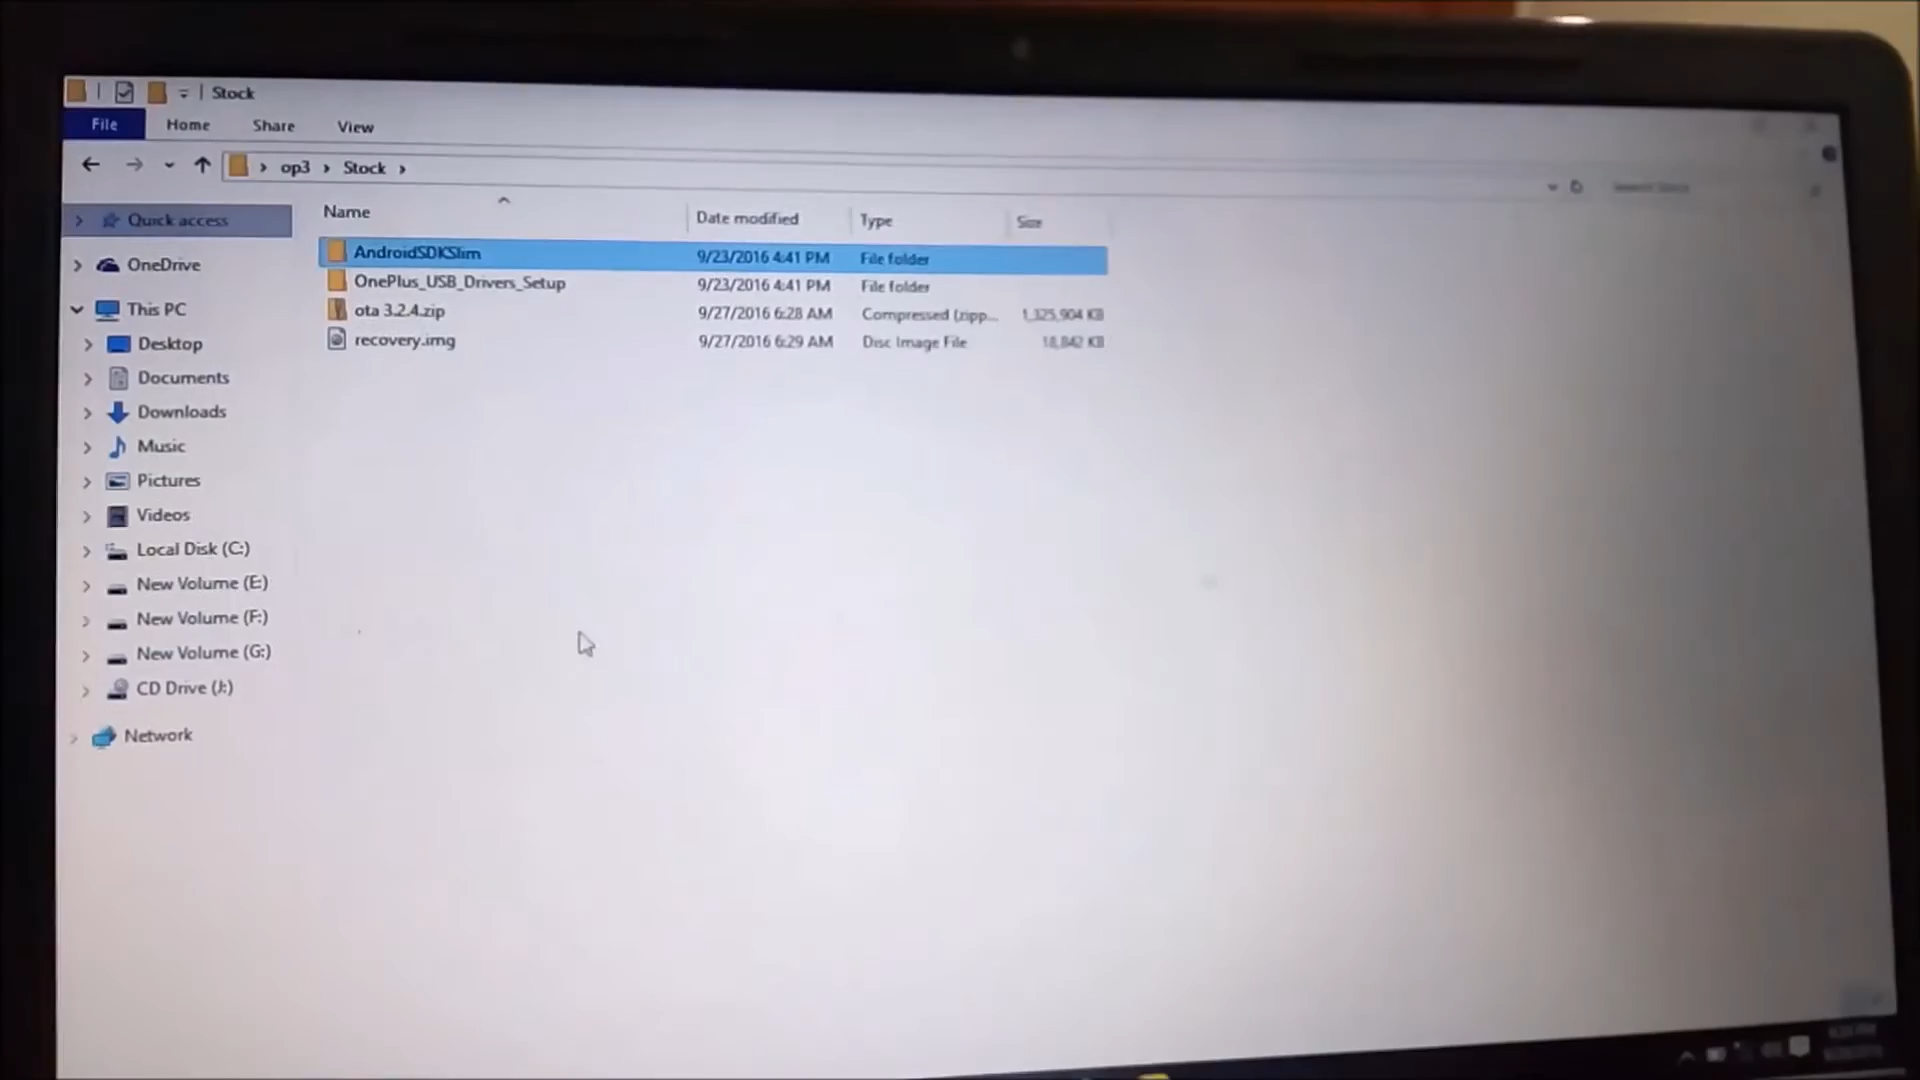 Stock
File Home Share View
op3 Stock
Name Date modified Type Size
Quick access
OneDrive
This PC
Desktop
Documents
Downloads
Music
Pictures
Videos
Local Disk (C:)
New Volume (E:)
New Volume (F:)
New Volume (G:)
CD Drive (J:)
Network
AndroidSDKSlim 9/23/2016 4:41 PM File folder
OnePlus_USB_Drivers_Setup 9/23/2016 4:41 PM File folder
ota 3.2.4.zip 9/27/2016 6:28 AM Compressed (zipp... 1,325,904 KB
recovery.img 9/27/2016 6:29 AM Disc Image File 18,842 KB